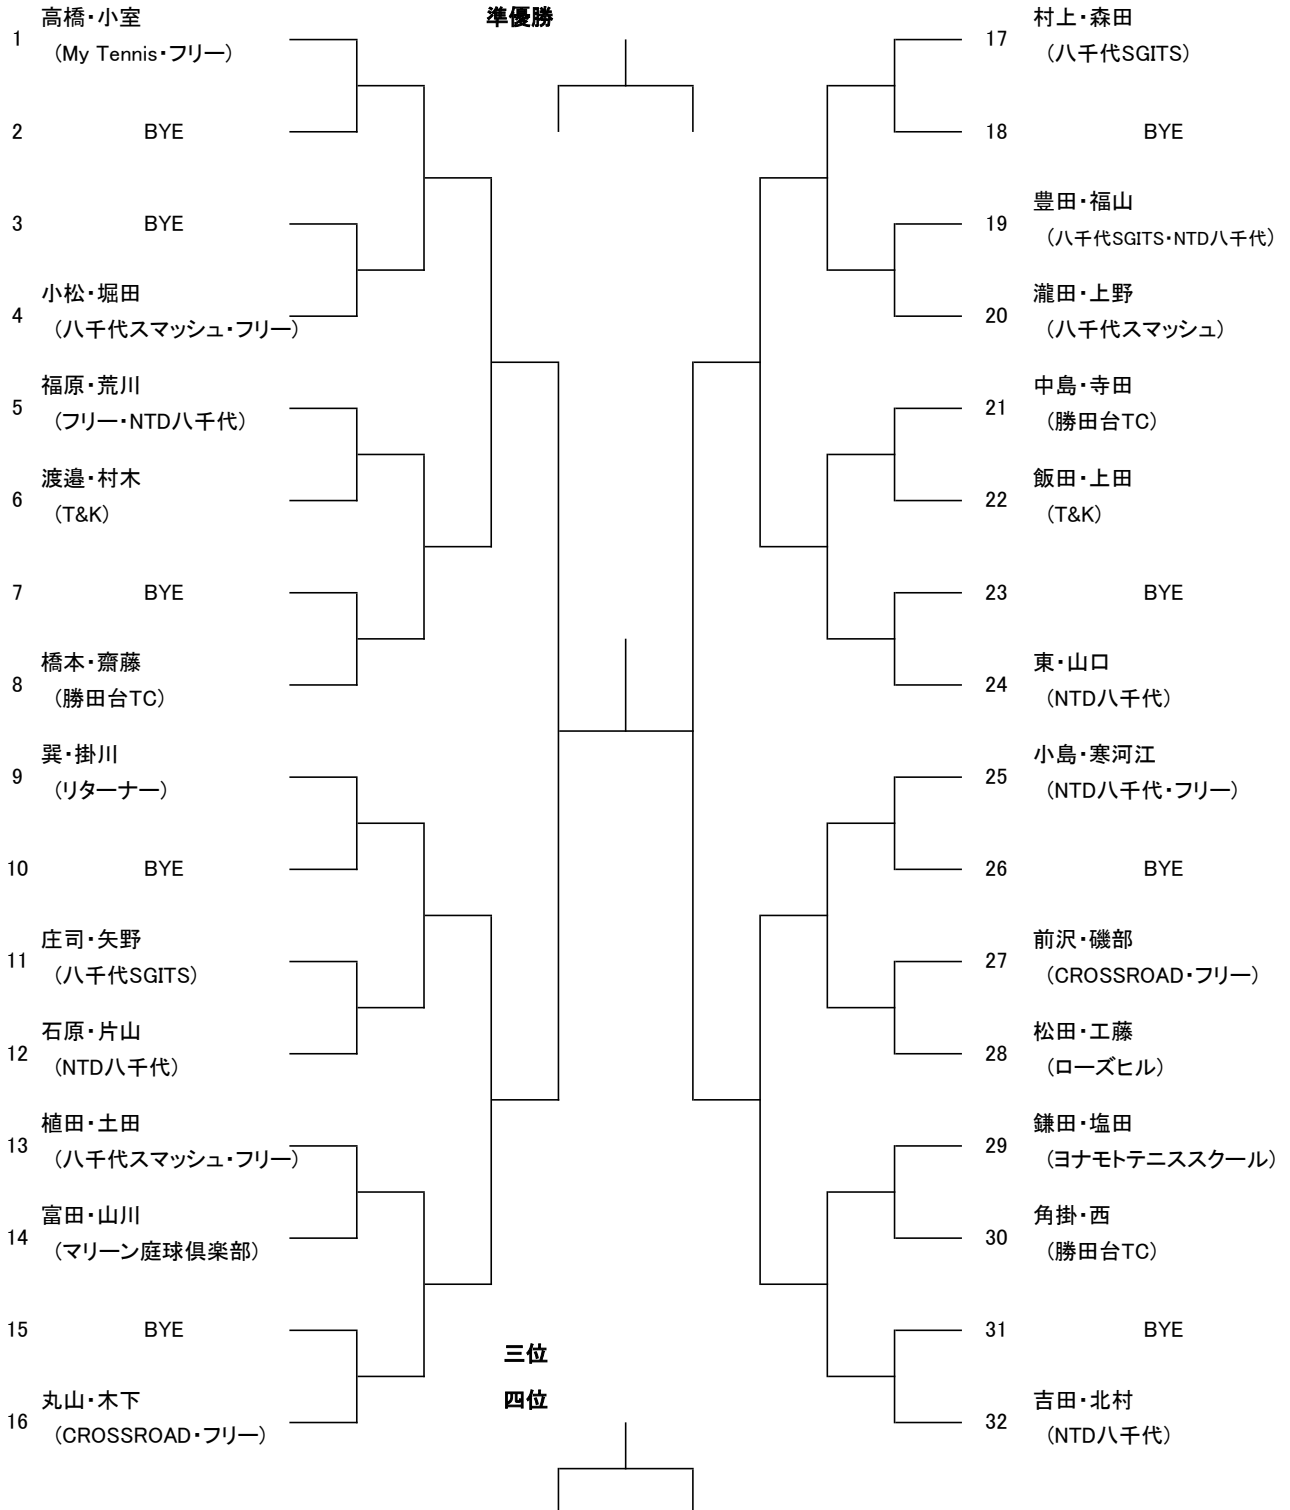 準優勝
高橋・小室
1
（My Tennis・フリー）
2 BYE
3 BYE
小松・堀田
4
（八千代スマッシュ・フリー）
福原・荒川
5
（フリー・NTD八千代）
渡邉・村木
6
（T&K）
7 BYE
橋本・齋藤
8
（勝田台TC）
巽・掛川
9
（リターナー）
10 BYE
庄司・矢野
11
（八千代SGITS）
石原・片山
12
（NTD八千代）
植田・土田
13
（八千代スマッシュ・フリー）
富田・山川
14
（マリーン庭球倶楽部）
15 BYE
丸山・木下
16
（CROSSROAD・フリー）
村上・森田
17
（八千代SGITS）
18 BYE
豊田・福山
19
（八千代SGITS・NTD八千代）
瀧田・上野
20
（八千代スマッシュ）
中島・寺田
21
（勝田台TC）
飯田・上田
22
（T&K）
23 BYE
東・山口
24
（NTD八千代）
小島・寒河江
25
（NTD八千代・フリー）
26 BYE
前沢・磯部
27
（CROSSROAD・フリー）
松田・工藤
28
（ローズヒル）
鎌田・塩田
29
（ヨナモトテニススクール）
角掛・西
30
（勝田台TC）
31 BYE
吉田・北村
32
（NTD八千代）
三位
四位